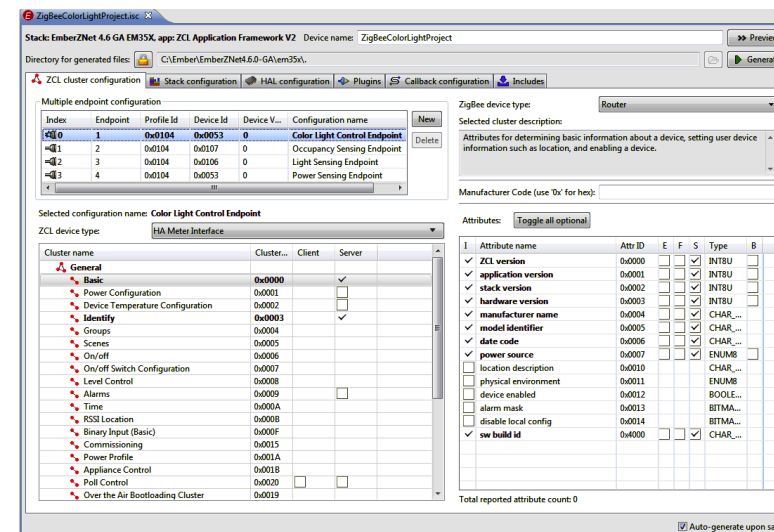 ZigBeeColorLightProject.isc
Stack: EmberZNet 4.6 GA EM35X, app: ZCL Application Framework V2 Device name: ZigBeeColorLightProject Preview
Directory for generated files: C:\Ember\EmberZNet4.6.0-GA\em35x\. Generat
ZCL cluster configuration Stack configuration HAL configuration Plugins Callback configuration Includes
Multiple endpoint configuration
Index Endpoint Profile Id Device Id Device V... Configuration name
0 1 0x0104 0x0053 0 Color Light Control Endpoint
1 2 0x0104 0x0107 0 Occupancy Sensing Endpoint
2 3 0x0104 0x0106 0 Light Sensing Endpoint
3 4 0x0104 0x0053 0 Power Sensing Endpoint
New
Delete
Selected configuration name: Color Light Control Endpoint
ZCL device type: HA Meter Interface
Cluster name Cluster... Client Server
General
Basic 0x0000
Power Configuration 0x0001
Device Temperature Configuration 0x0002
Identify 0x0003
Groups 0x0004
Scenes 0x0005
On/off 0x0006
On/off Switch Configuration 0x0007
Level Control 0x0008
Alarms 0x0009
Time 0x000A
RSSI Location 0x000B
Binary Input (Basic) 0x000F
Commissioning 0x0015
Power Profile 0x001A
Appliance Control 0x001B
Poll Control 0x0020
Over the Air Bootloading Cluster 0x0019
ZigBee device type: Router
Selected cluster description:
Attributes for determining basic information about a device, setting user device
information such as location, and enabling a device.
Manufacturer Code (use '0x' for hex):
Attributes: Toggle all optional
I Attribute name Attr ID E F S Type B
ZCL version 0x0000 INT8U
application version 0x0001 INT8U
stack version 0x0002 INT8U
hardware version 0x0003 INT8U
manufacturer name 0x0004 CHAR_...
model identifier 0x0005 CHAR_...
date code 0x0006 CHAR_...
power source 0x0007 ENUM8
location description 0x0010 CHAR_...
physical environment 0x0011 ENUM8
device enabled 0x0012 BOOLE...
alarm mask 0x0013 BITMA...
disable local config 0x0014 BITMA...
sw build id 0x4000 CHAR_...
Total reported attribute count: 0
Auto-generate upon sa